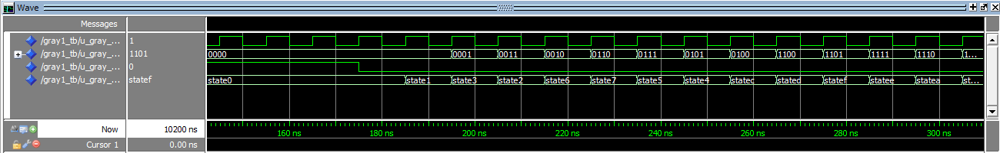 Wave
Messages
/gray1_tb/u_gray_... 1
/gray1_tb/u_gray_... 1101 0000 0001 0011 0010 0110 0111 0101 0100 1100 1101 1111 1110 1...
/gray1_tb/u_gray_... 0
/gray1_tb/u_gray_... statef state0 state1 state3 state2 state6 state7 state5 state4 statec stated statef statee statea st...
Now 10200 ns 160 ns 180 ns 200 ns 220 ns 240 ns 260 ns 280 ns 300 ns
Cursor 1 0.00 ns